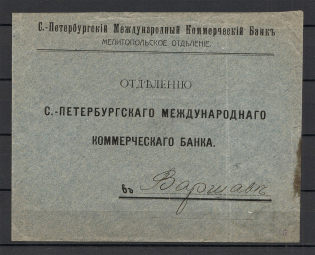 С.-Петербургскій Международный Коммерческій Банкъ
МЕЛИТОПОЛЬСКОЕ ОТДѢЛЕНІЕ.
ОТДѢЛЕНІЮ
С.-ПЕТЕРБУРГСКАГО МЕЖДУНАРОДНАГО
КОММЕРЧЕСКАГО БАНКА.
въ Варшавѣ